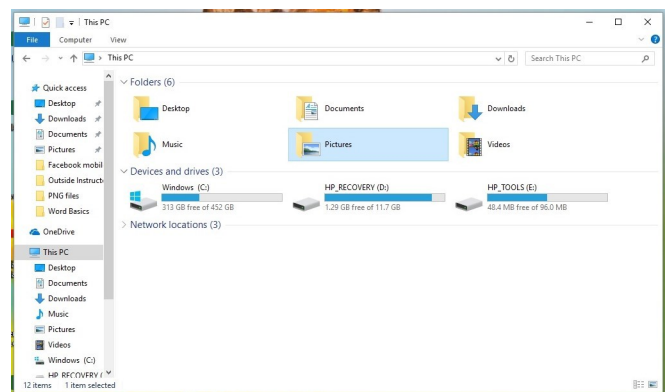 This PC
File Computer View
This PC
Search This PC
Quick access
Desktop
Downloads
Documents
Pictures
Facebook mobil
Outside Instruct
PNG files
Word Basics
OneDrive
This PC
Desktop
Documents
Downloads
Music
Pictures
Videos
Windows (C:)
HP_RECOVERY (
Folders (6)
Desktop Documents Downloads
Music Pictures Videos
Devices and drives (3)
Windows (C:) HP_RECOVERY (D:) HP_TOOLS (E:)
313 GB free of 452 GB 1.29 GB free of 11.7 GB 48.4 MB free of 96.0 MB
Network locations (3)
12 items 1 item selected